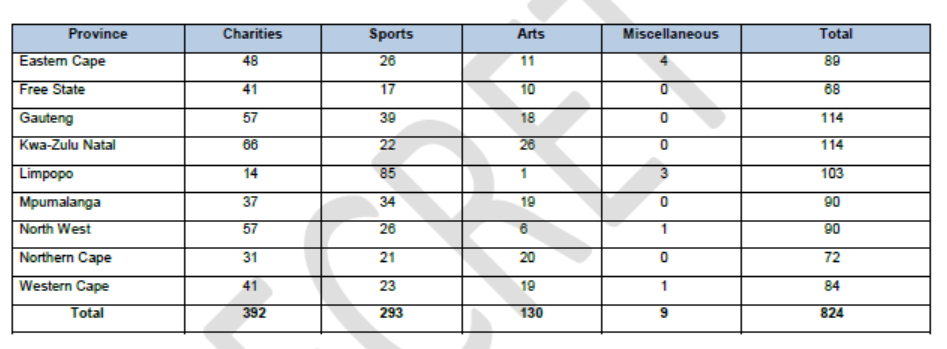 Province Charities Sports Arts Miscellaneous Total
Eastern Cape 48 26 11 4 89
Free State 41 17 10 0 68
Gauteng 57 39 18 0 114
Kwa-Zulu Natal 66 22 26 0 114
Limpopo 14 85 1 3 103
Mpumalanga 37 34 19 0 90
North West 57 26 6 1 90
Northern Cape 31 21 20 0 72
Western Cape 41 23 19 1 84
Total 392 293 130 9 824
CRET